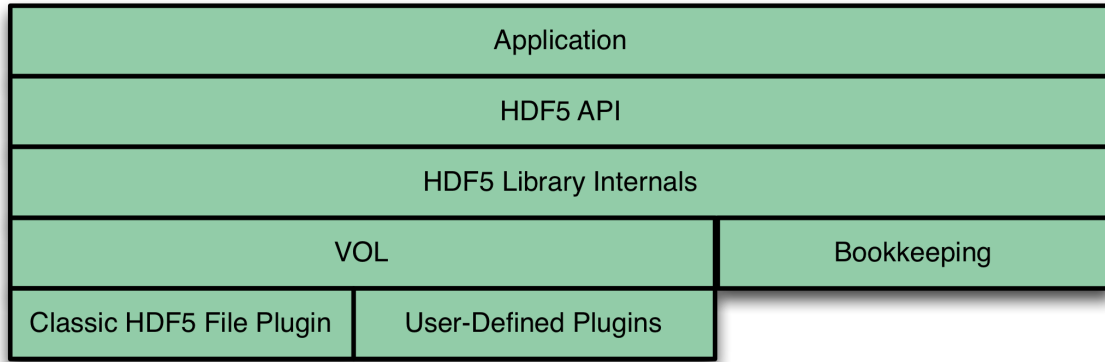 Application
HDF5 API
HDF5 Library Internals
VOL
Bookkeeping
Classic HDF5 File Plugin
User-Defined Plugins